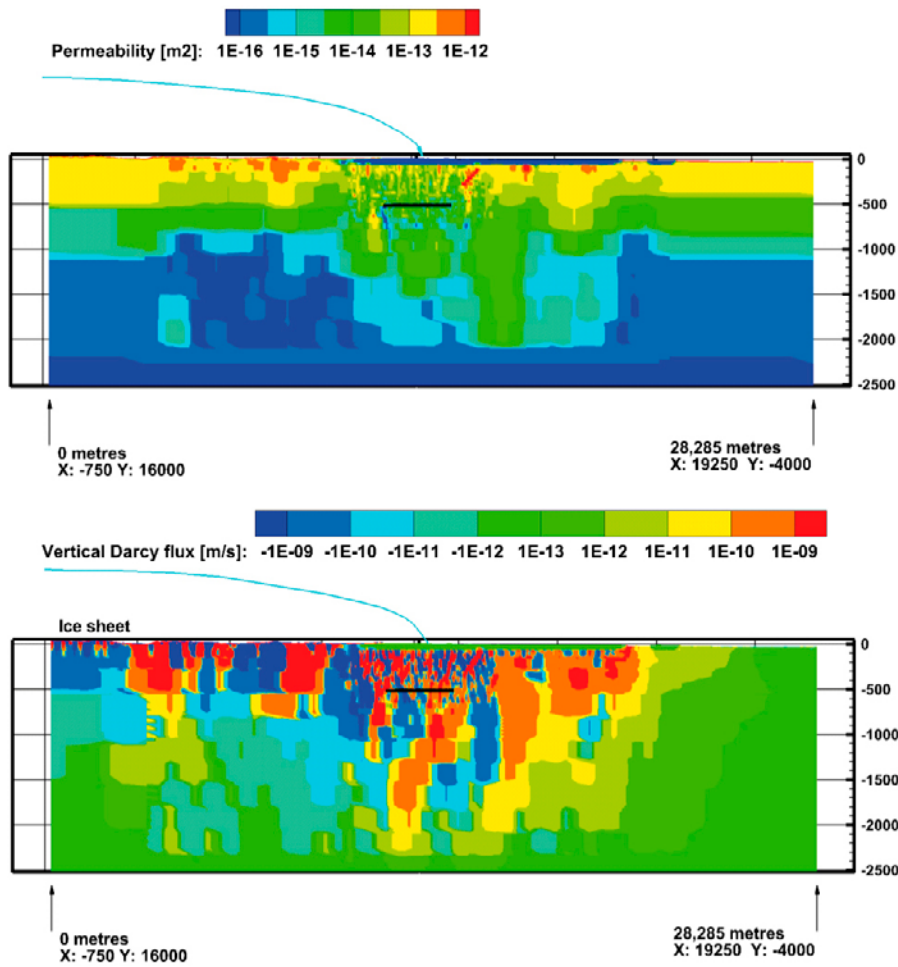 Permeability [m2]: 1E-16 1E-15 1E-14 1E-13 1E-12
0
-500
-1000
-1500
-2000
-2500
0 metres
X: -750 Y: 16000
28,285 metres
X: 19250 Y: -4000
Vertical Darcy flux [m/s]: -1E-09 -1E-10 -1E-11 -1E-12 1E-13 1E-12 1E-11 1E-10 1E-09
Ice sheet
0
-500
-1000
-1500
-2000
-2500
0 metres
X: -750 Y: 16000
28,285 metres
X: 19250 Y: -4000